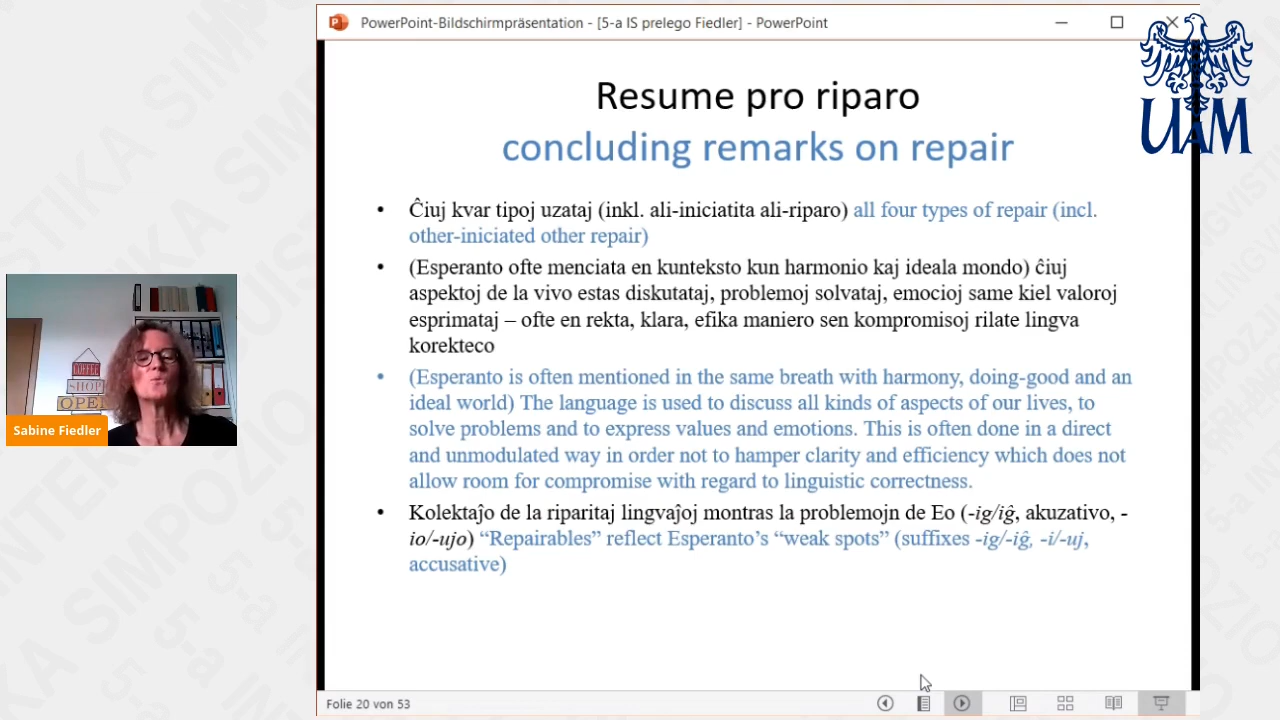 PowerPoint-Bildschirmpräsentation - [5-a IS prelego Fiedler] - PowerPoint
UAM
Resume pro riparo
concluding remarks on repair
• Ĉiuj kvar tipoj uzataj (inkl. ali-iniciatita ali-riparo) all four types of repair (incl.
other-iniciated other repair)
• (Esperanto ofte menciata en kunteksto kun harmonio kaj ideala mondo) ĉiuj
aspektoj de la vivo estas diskutataj, problemoj solvataj, emocioj same kiel valoroj
esprimataj – ofte en rekta, klara, efika maniero sen kompromisoj rilate lingva
korekteco
• (Esperanto is often mentioned in the same breath with harmony, doing-good and an
ideal world) The language is used to discuss all kinds of aspects of our lives, to
solve problems and to express values and emotions. This is often done in a direct
and unmodulated way in order not to hamper clarity and efficiency which does not
allow room for compromise with regard to linguistic correctness.
• Kolektaĵo de la riparitaj lingvaĵoj montras la problemojn de Eo (-ig/iĝ, akuzativo, -
io/-ujo) “Repairables” reflect Esperanto’s “weak spots” (suffixes -ig/-iĝ, -i/-uj,
accusative)
COFFEE
SHOP
OPEN
Sabine Fiedler
Folie 20 von 53